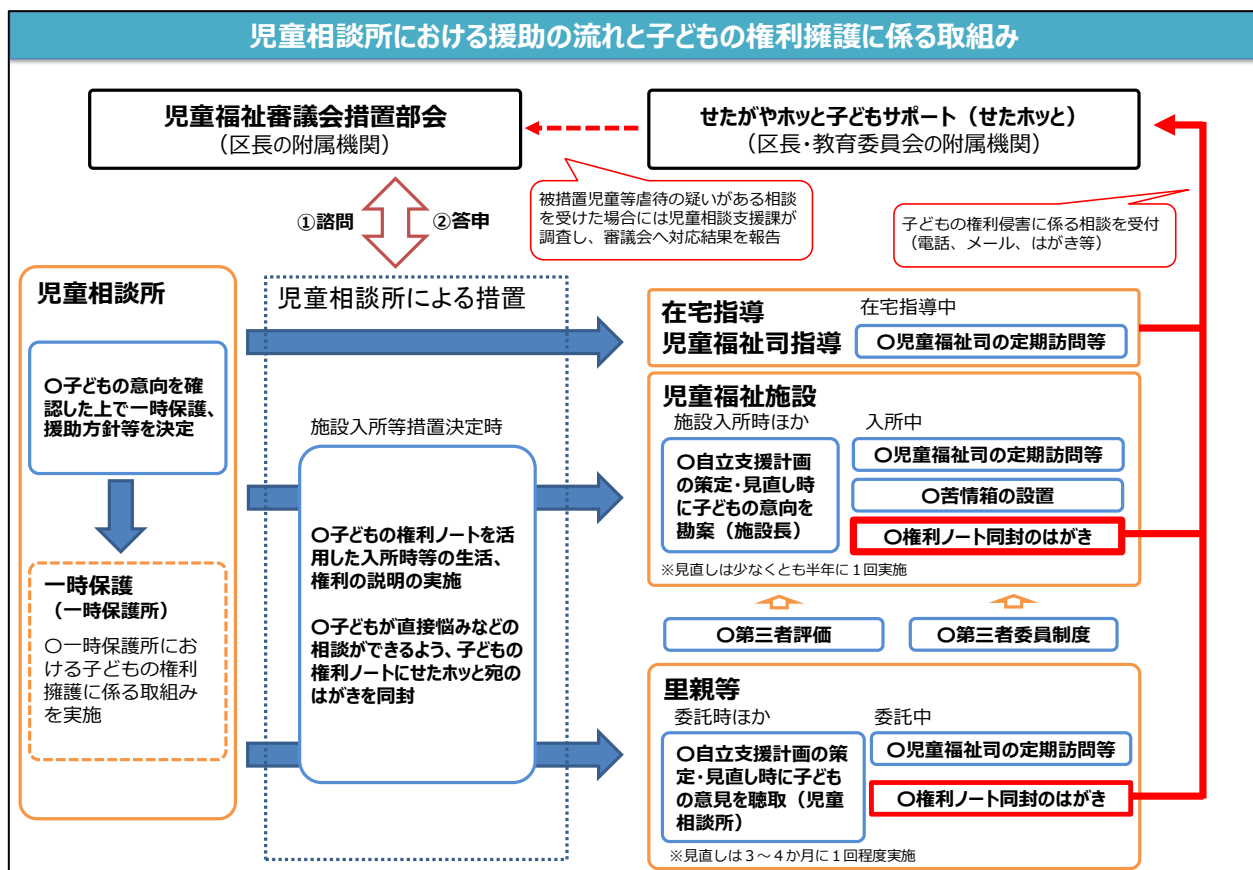 児童相談所における援助の流れと子どもの権利擁護に係る取組み
児童福祉審議会措置部会
（区長の附属機関）
せたがやホッと子どもサポート（せたホッと）
（区長・教育委員会の附属機関）
①諮問
②答申
被措置児童等虐待の疑いがある相談
を受けた場合には児童相談支援課が
調査し、審議会へ対応結果を報告
子どもの権利侵害に係る相談を受付
（電話、メール、はがき等）
児童相談所
〇子どもの意向を確
認した上で一時保護、
援助方針等を決定
一時保護
（一時保護所）
〇一時保護所にお
ける子どもの権利
擁護に係る取組み
を実施
児童相談所による措置
施設入所等措置決定時
〇子どもの権利ノートを活
用した入所時等の生活、
権利の説明の実施
〇子どもが直接悩みなどの
相談ができるよう、子どもの
権利ノートにせたホッと宛の
はがきを同封
在宅指導
児童福祉司指導
在宅指導中
〇児童福祉司の定期訪問等
児童福祉施設
施設入所時ほか
〇自立支援計画
の策定・見直し時
に子どもの意向を
勘案（施設長）
入所中
〇児童福祉司の定期訪問等
〇苦情箱の設置
〇権利ノート同封のはがき
※見直しは少なくとも半年に１回実施
〇第三者評価
〇第三者委員制度
里親等
委託時ほか
〇自立支援計画の策
定・見直し時に子ども
の意見を聴取（児童
相談所）
委託中
〇児童福祉司の定期訪問等
〇権利ノート同封のはがき
※見直しは３～４か月に１回程度実施